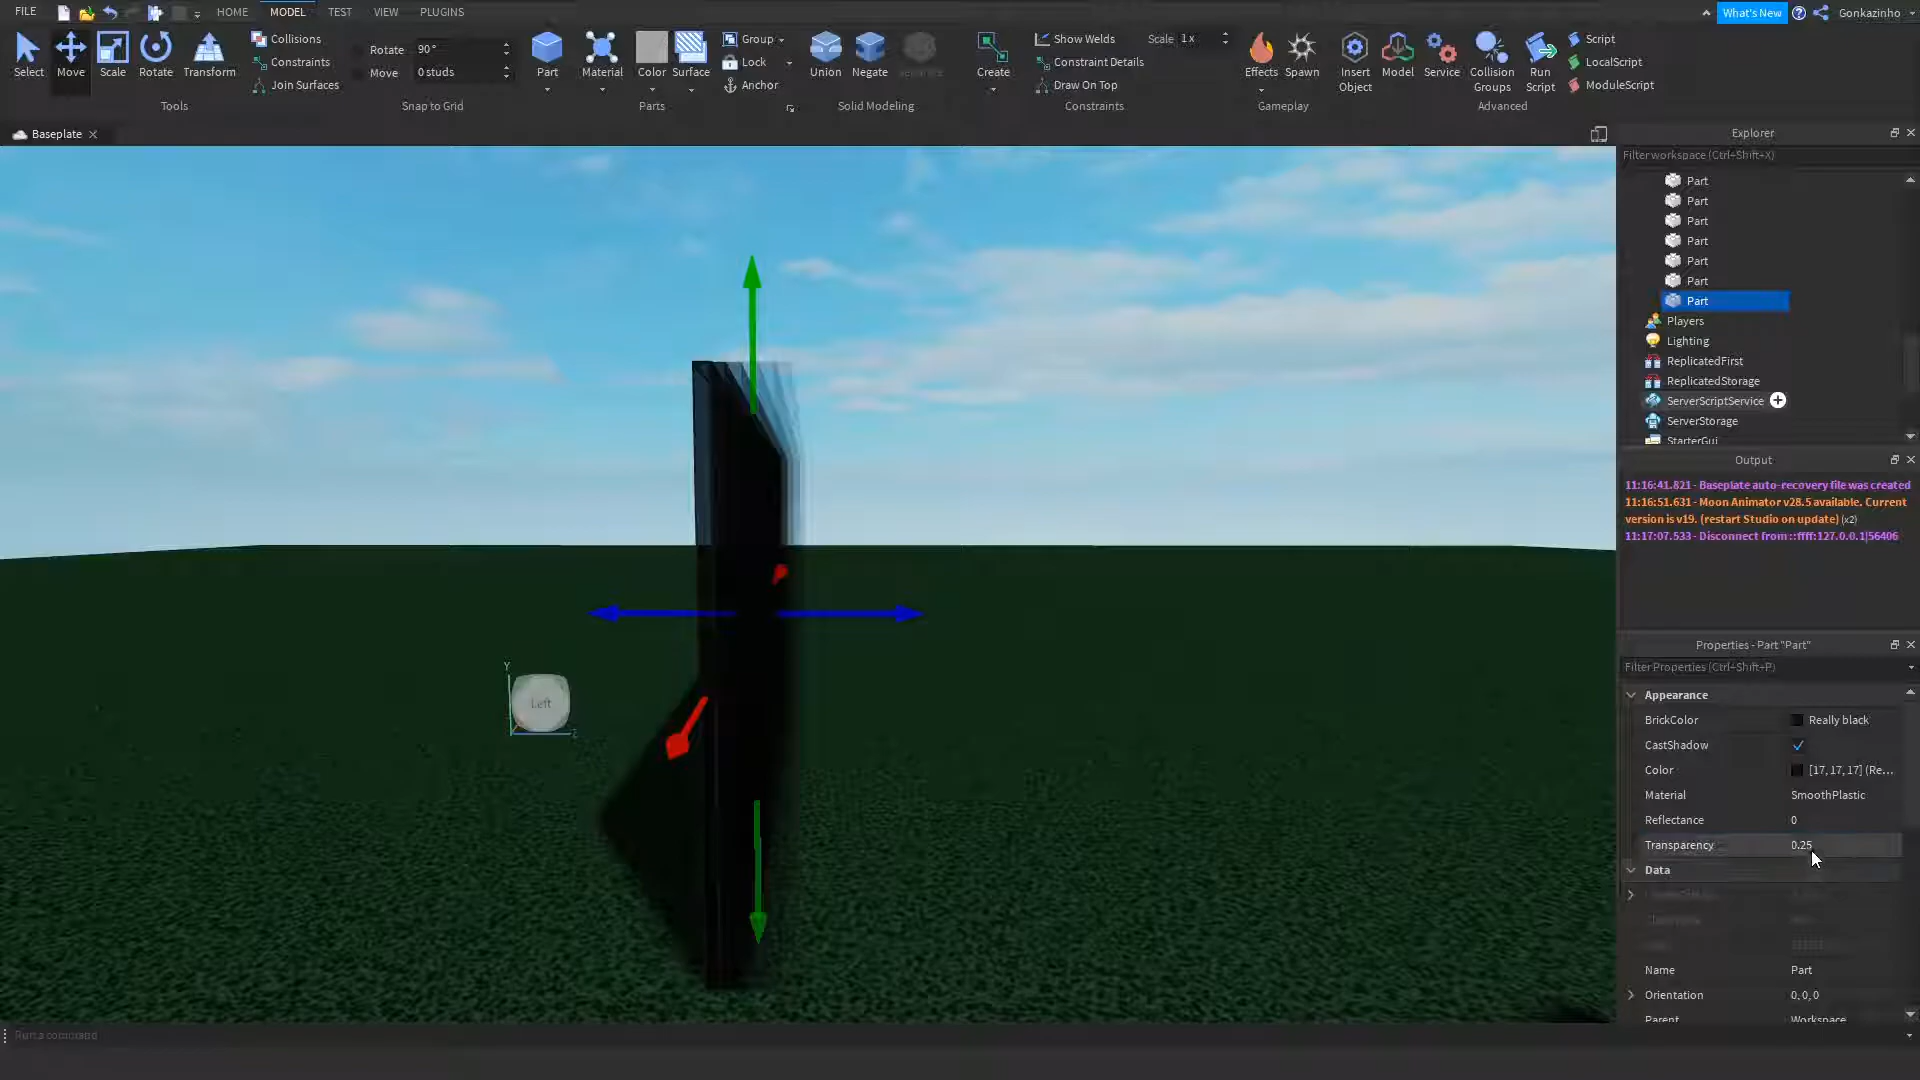 FILE HOME MODEL TEST VIEW PLUGINS What's New Gonkazinho
Select Move Scale Rotate Transform
Collisions
Constraints
Join Surfaces
Tools
Rotate 90°
Move 0 studs
Snap to Grid
Part Material Color Surface
Group
Lock
Anchor
Parts
Union Negate
Solid Modeling
Create
Show Welds Scale 1x
Constraint Details
Draw On Top
Constraints
Effects Spawn
Gameplay
Insert Object Model Service Collision Groups Run Script
Script
LocalScript
ModuleScript
Advanced
Baseplate
Explorer
Filter workspace (Ctrl+Shift+X)
Part
Part
Part
Part
Part
Part
Part
Players
Lighting
ReplicatedFirst
ReplicatedStorage
ServerScriptService
ServerStorage
StarterGui
Output
11:16:41.821 - Baseplate auto-recovery file was created
11:16:51.631 - Moon Animator v28.5 available. Current
version is v19. (restart Studio on update) (x2)
11:17:07.533 - Disconnect from ::ffff:127.0.0.1|56406
Properties - Part "Part"
Filter Properties (Ctrl+Shift+P)
Appearance
BrickColor Really black
CastShadow
Color [17, 17, 17] (Re...
Material SmoothPlastic
Reflectance 0
Transparency 0.25
Data
Name Part
Orientation 0, 0, 0
Parent Workspace
Y
Left
Z
Run a command